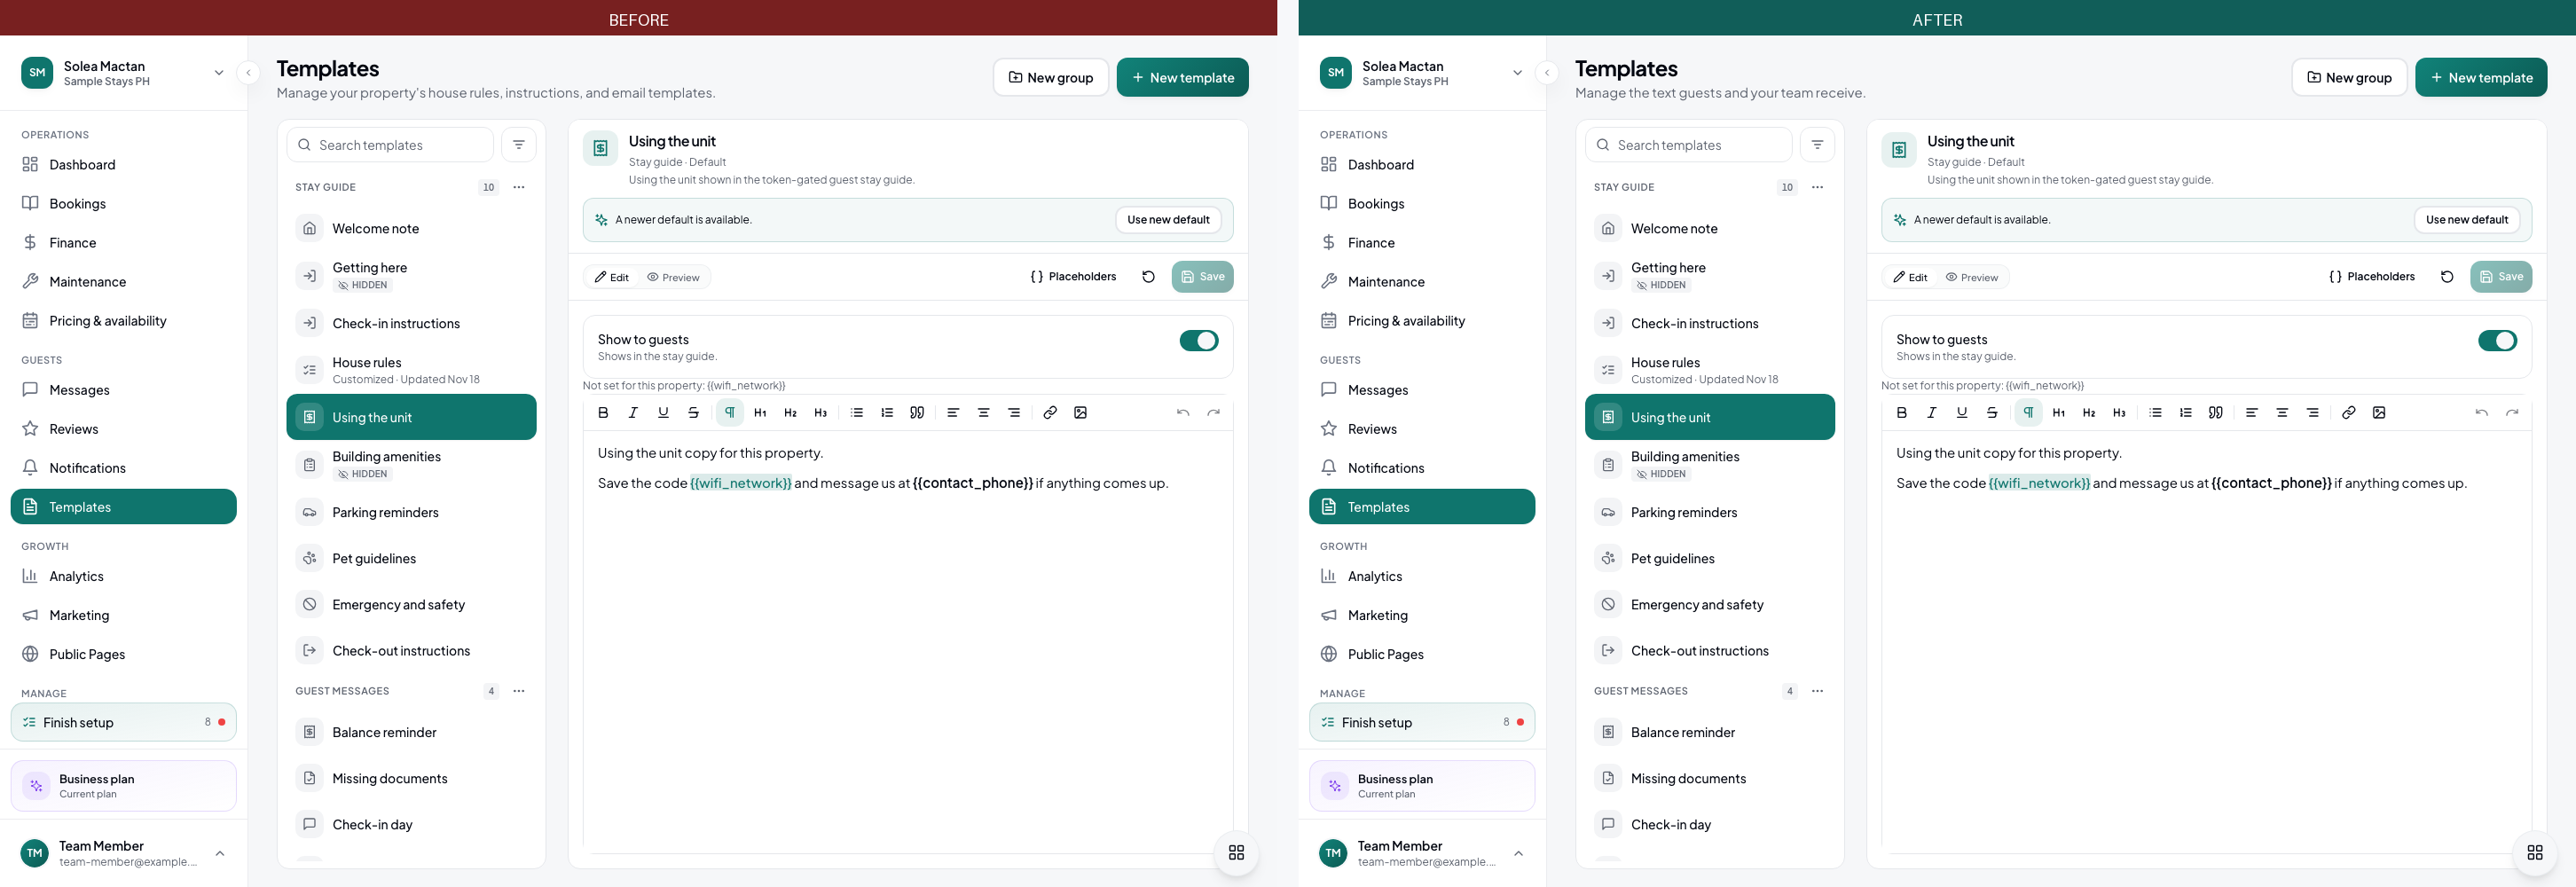 BEFORE
SM
Solea Mactan
Sample Stays PH
OPERATIONS
Dashboard
Bookings
Finance
Maintenance
Pricing & availability
GUESTS
Messages
Reviews
Notifications
Templates
GROWTH
Analytics
Marketing
Public Pages
MANAGE
Finish setup 8
Business plan
Current plan
TM
Team Member
team-member@example....
Templates
Manage your property's house rules, instructions, and email templates.
New group
New template
Search templates
STAY GUIDE 10
Welcome note
Getting here
HIDDEN
Check-in instructions
House rules
Customized · Updated Nov 18
Using the unit
Building amenities
HIDDEN
Parking reminders
Pet guidelines
Emergency and safety
Check-out instructions
GUEST MESSAGES 4
Balance reminder
Missing documents
Check-in day
Using the unit
Stay guide · Default
Using the unit shown in the token-gated guest stay guide.
A newer default is available.
Use new default
Edit
Preview
{ } Placeholders
Save
Show to guests
Shows in the stay guide.
Not set for this property: {{wifi_network}}
B I U S ¶ H1 H2 H3
Using the unit copy for this property.
Save the code {{wifi_network}} and message us at {{contact_phone}} if anything comes up.
AFTER
SM
Solea Mactan
Sample Stays PH
OPERATIONS
Dashboard
Bookings
Finance
Maintenance
Pricing & availability
GUESTS
Messages
Reviews
Notifications
Templates
GROWTH
Analytics
Marketing
Public Pages
MANAGE
Finish setup 8
Business plan
Current plan
TM
Team Member
team-member@example....
Templates
Manage the text guests and your team receive.
New group
New template
Search templates
STAY GUIDE 10
Welcome note
Getting here
HIDDEN
Check-in instructions
House rules
Customized · Updated Nov 18
Using the unit
Building amenities
HIDDEN
Parking reminders
Pet guidelines
Emergency and safety
Check-out instructions
GUEST MESSAGES 4
Balance reminder
Missing documents
Check-in day
Using the unit
Stay guide · Default
Using the unit shown in the token-gated guest stay guide.
A newer default is available.
Use new default
Edit
Preview
{ } Placeholders
Save
Show to guests
Shows in the stay guide.
Not set for this property: {{wifi_network}}
B I U S ¶ H1 H2 H3
Using the unit copy for this property.
Save the code {{wifi_network}} and message us at {{contact_phone}} if anything comes up.